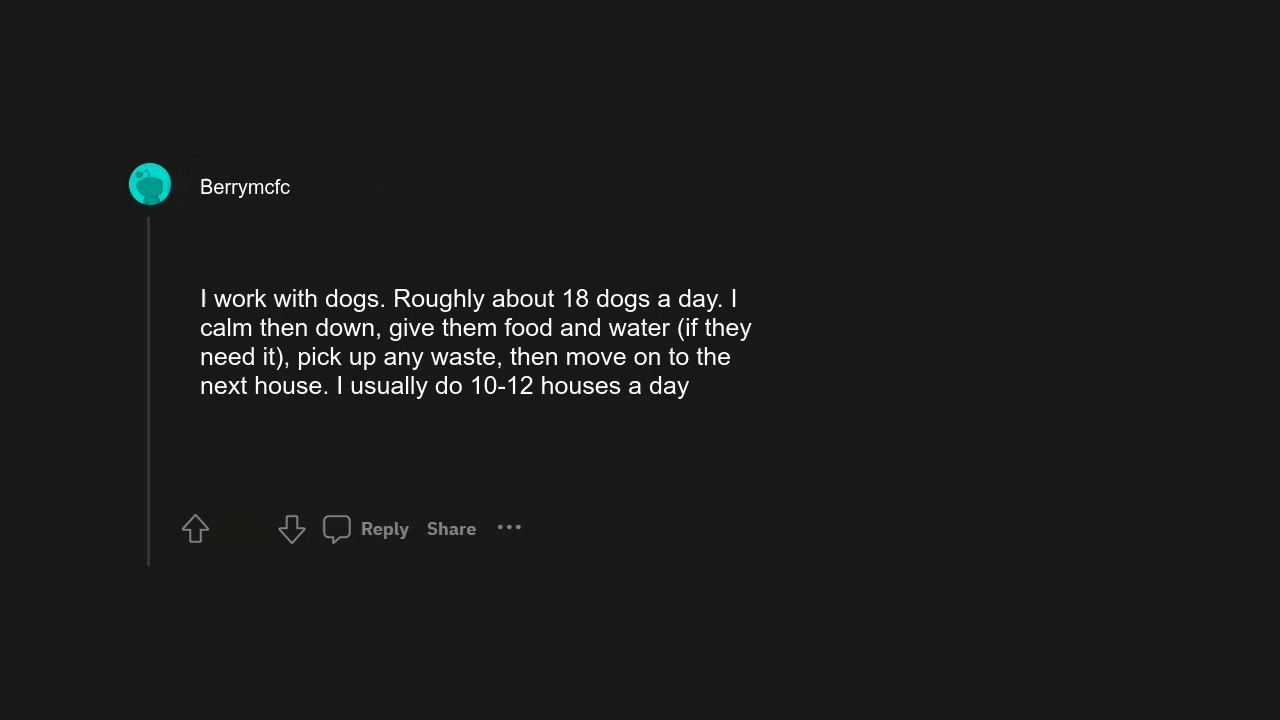 Berrymcfc
I work with dogs. Roughly about 18 dogs a day. I
calm then down, give them food and water (if they
need it), pick up any waste, then move on to the
next house. I usually do 10-12 houses a day
Reply Share